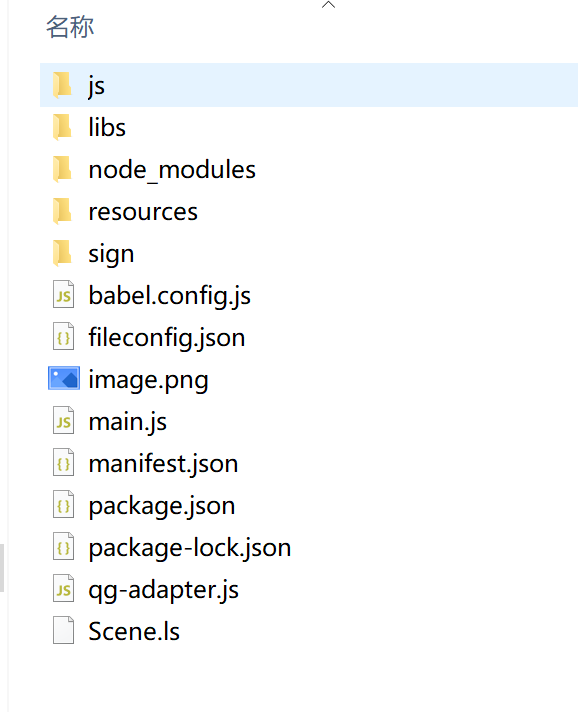 名称
js
libs
node_modules
resources
sign
babel.config.js
fileconfig.json
image.png
main.js
manifest.json
package.json
package-lock.json
qg-adapter.js
Scene.ls